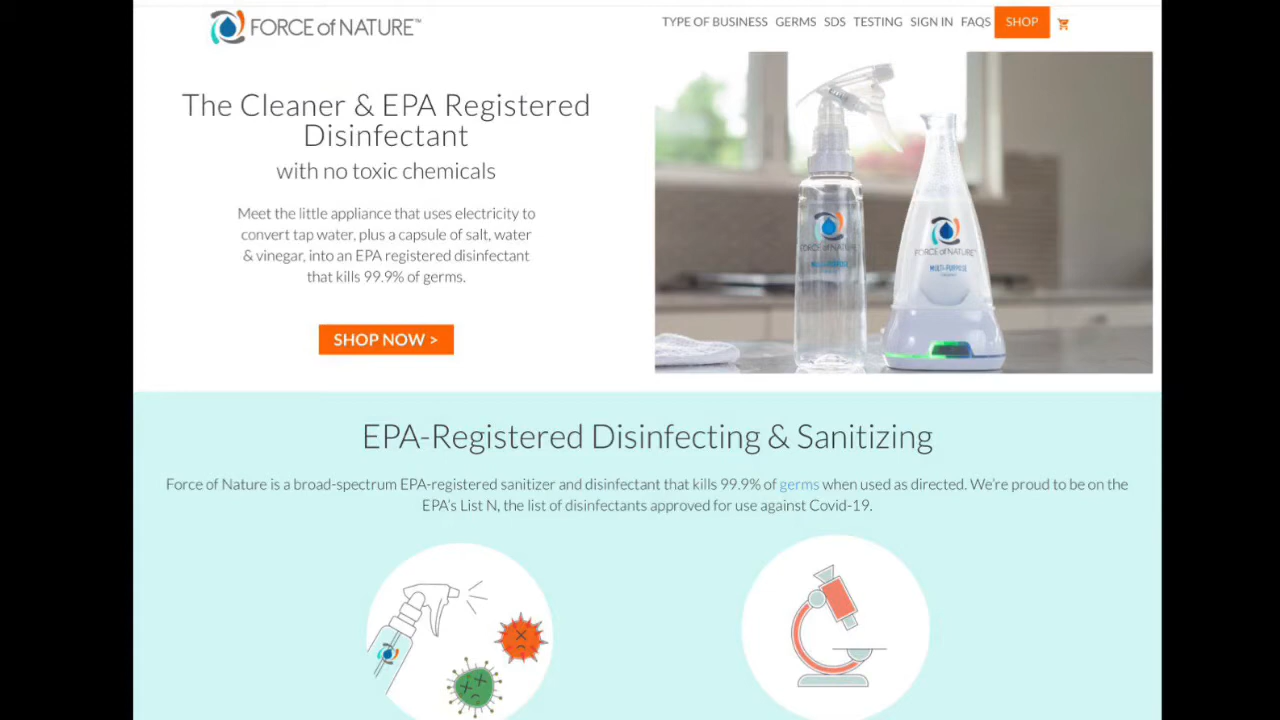 FORCE of NATURE™
TYPE OF BUSINESS GERMS SDS TESTING SIGN IN FAQS SHOP
The Cleaner & EPA Registered
Disinfectant
with no toxic chemicals
Meet the little appliance that uses electricity to
convert tap water, plus a capsule of salt, water
& vinegar, into an EPA registered disinfectant
that kills 99.9% of germs.
SHOP NOW >
FORCE of NATURE
MULTI-PURPOSE
FORCE of NATURE
MULTI-PURPOSE
EPA-Registered Disinfecting & Sanitizing
Force of Nature is a broad-spectrum EPA-registered sanitizer and disinfectant that kills 99.9% of germs when used as directed. We’re proud to be on the
EPA’s List N, the list of disinfectants approved for use against Covid-19.